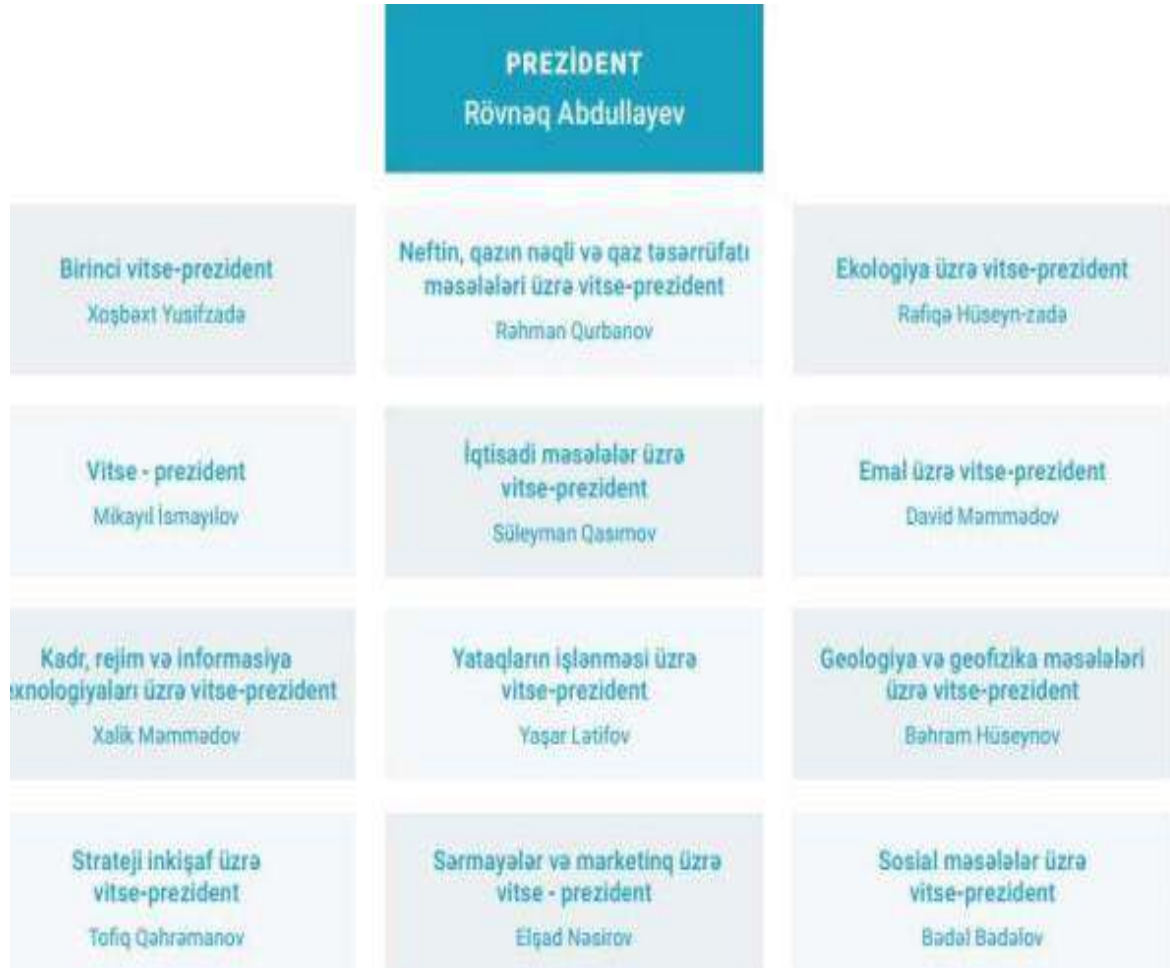 PREZİDENT
Rövnəq Abdullayev
Birinci vitse-prezident
Xoşbəxt Yusifzadə
Neftin, qazın nəqli və qaz təsərrüfatı
məsələləri üzrə vitse-prezident
Rəhman Qurbanov
Ekologiya üzrə vitse-prezident
Rafiqə Hüseyn-zadə
Vitse - prezident
Mikayıl İsmayılov
İqtisadi məsələlər üzrə
vitse-prezident
Süleyman Qasımov
Emal üzrə vitse-prezident
David Məmmədov
Kadr, rejim və informasiya
exnologiyaları üzrə vitse-prezident
Xalik Məmmədov
Yataqların işlənməsi üzrə
vitse-prezident
Yaşar Lətifov
Geologiya və geofizika məsələləri
üzrə vitse-prezident
Bəhram Hüseynov
Strateji inkişaf üzrə
vitse-prezident
Tofiq Qəhrəmanov
Sərmayələr və marketinq üzrə
vitse - prezident
Elşad Nəsirov
Sosial məsələlər üzrə
vitse-prezident
Bədəl Bədəlov